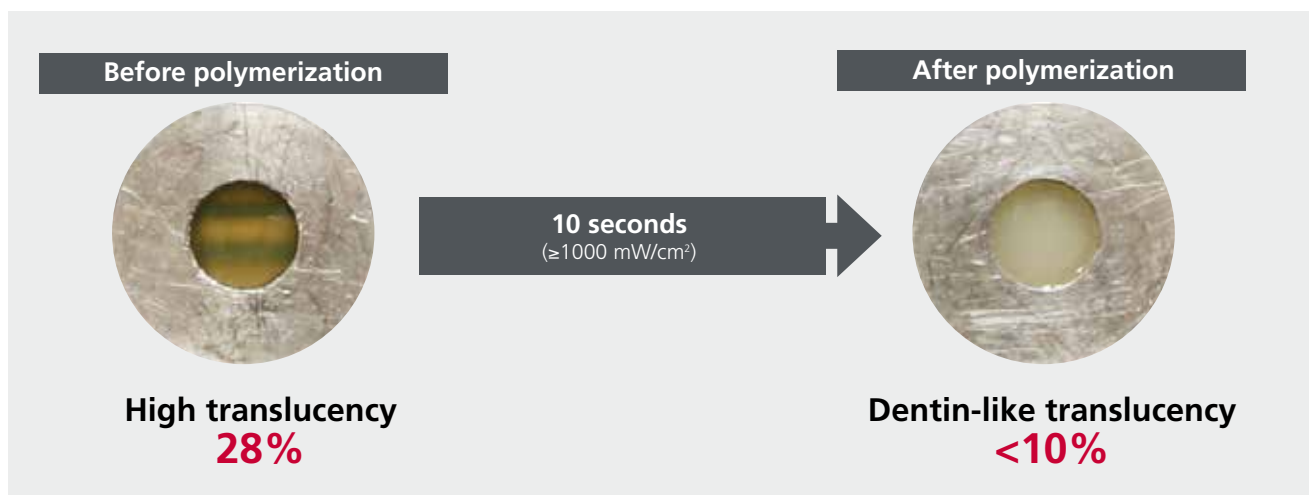 Before polymerization
After polymerization
10 seconds
(≥1000 mW/cm²)
High translucency
28%
Dentin-like translucency
<10%